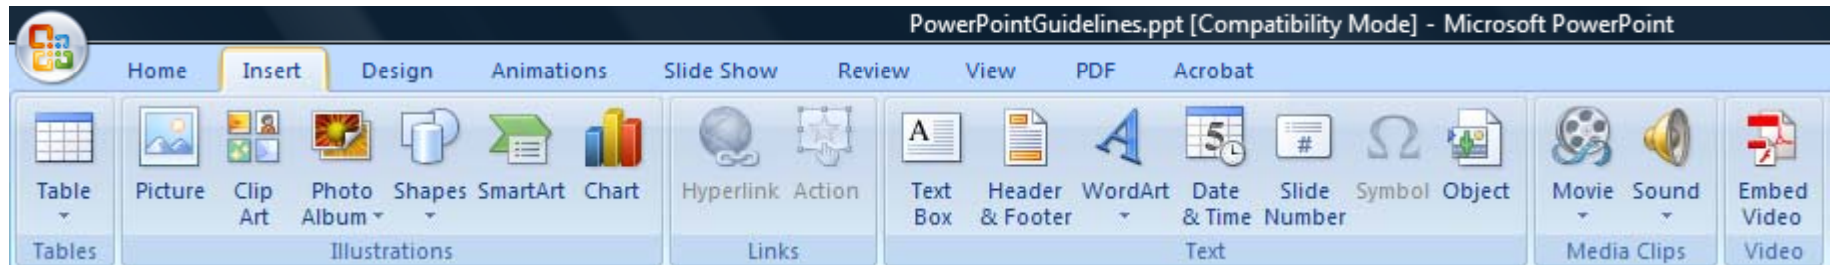 PowerPointGuidelines.ppt [Compatibility Mode] - Microsoft PowerPoint
Home Insert Design Animations Slide Show Review View PDF Acrobat
A 5 # Ω
Table Picture Clip Photo Shapes SmartArt Chart Hyperlink Action Text Header WordArt Date Slide Symbol Object Movie Sound Embed
Art Album Box & Footer & Time Number Video
Tables Illustrations Links Text Media Clips Video